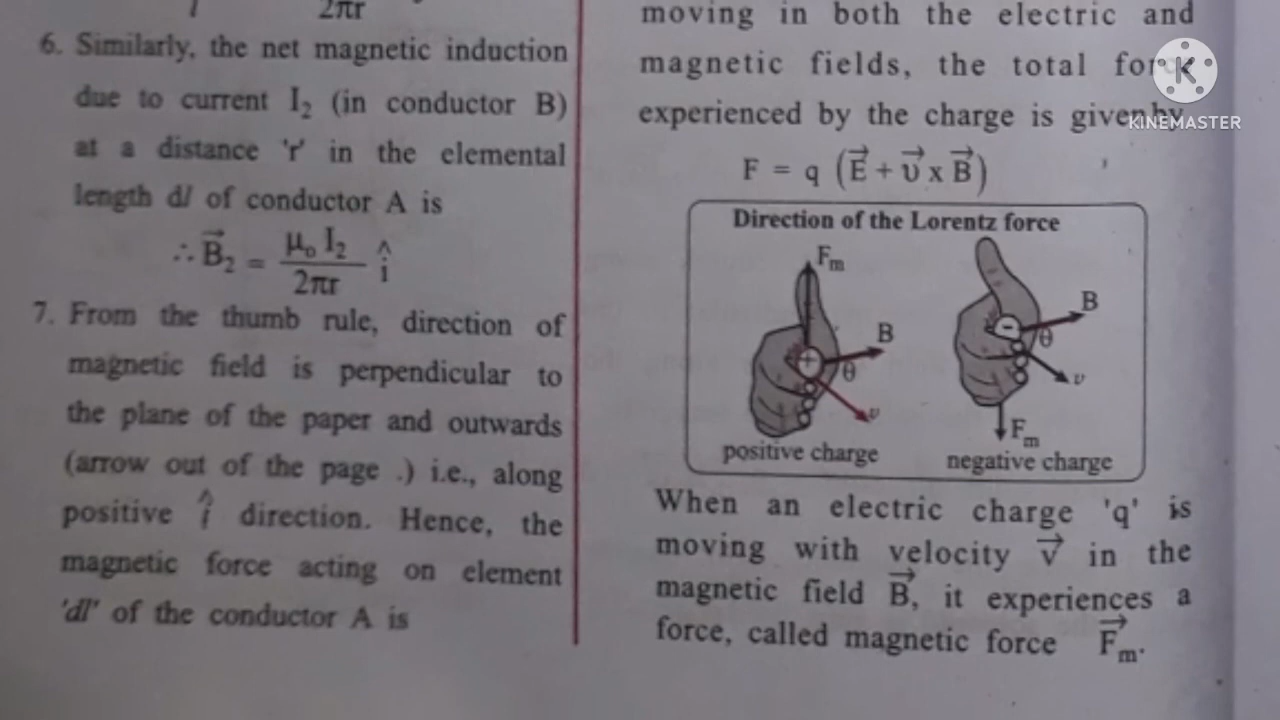 2πr
6. Similarly, the net magnetic induction
due to current I₂ (in conductor B)
at a distance 'r' in the elemental
length dl of conductor A is
∴ B⃗₂ = μ₀ I₂ / 2πr î
7. From the thumb rule, direction of
magnetic field is perpendicular to
the plane of the paper and outwards
(arrow out of the page .) i.e., along
positive î direction. Hence, the
magnetic force acting on element
'dl' of the conductor A is
moving in both the electric and
magnetic fields, the total force
experienced by the charge is given by
F = q (E⃗ + υ⃗ x B⃗)
Direction of the Lorentz force
Fm
B
θ
υ
+
positive charge
B
θ
υ
-
Fm
negative charge
When an electric charge 'q' is
moving with velocity v⃗ in the
magnetic field B⃗, it experiences a
force, called magnetic force F⃗m.
K
KINEMASTER